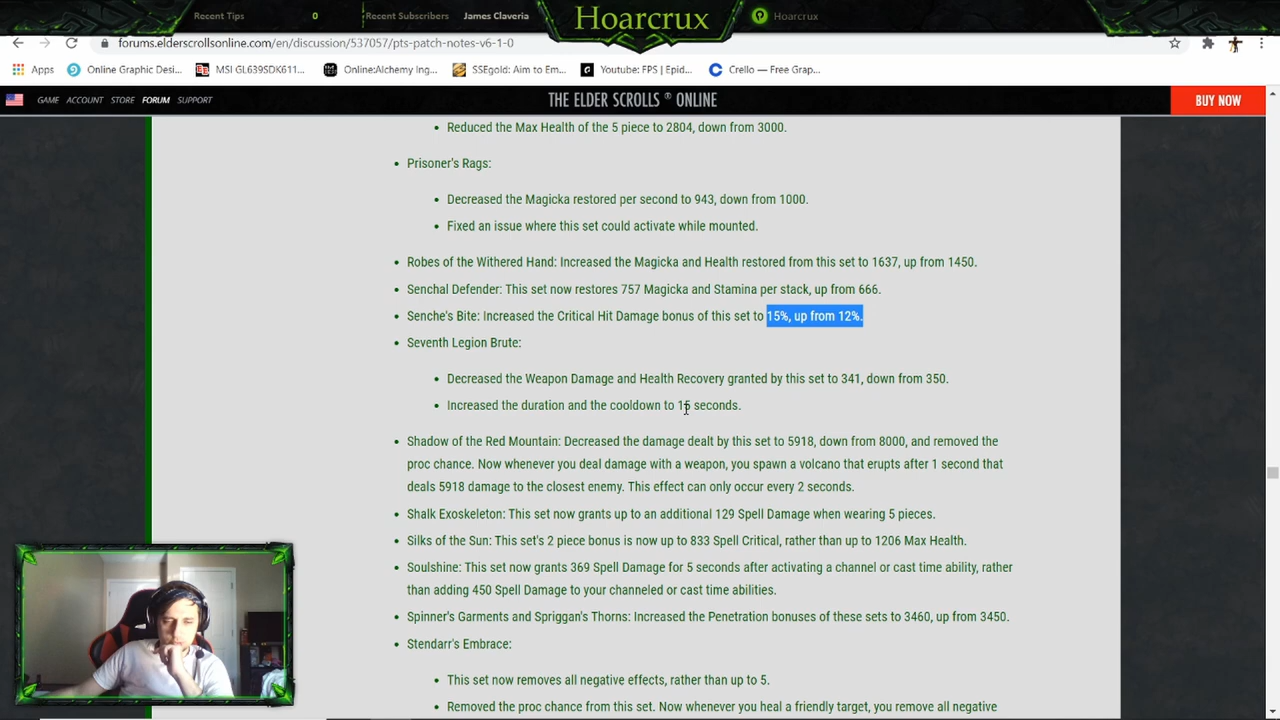 Recent Tips 0 Recent Subscribers James Claveria Hoarcrux Hoarcrux
forums.elderscrollsonline.com/en/discussion/537057/pts-patch-notes-v6-1-0
Apps Online Graphic Desi... MSI GL639SDK611... Online:Alchemy Ing... SSEgold: Aim to Em... Youtube: FPS | Epid... Crello — Free Grap...
GAME ACCOUNT STORE FORUM SUPPORT THE ELDER SCROLLS ® ONLINE BUY NOW
• Reduced the Max Health of the 5 piece to 2804, down from 3000.
• Prisoner's Rags:
• Decreased the Magicka restored per second to 943, down from 1000.
• Fixed an issue where this set could activate while mounted.
• Robes of the Withered Hand: Increased the Magicka and Health restored from this set to 1637, up from 1450.
• Senchal Defender: This set now restores 757 Magicka and Stamina per stack, up from 666.
• Senche's Bite: Increased the Critical Hit Damage bonus of this set to 15%, up from 12%.
• Seventh Legion Brute:
• Decreased the Weapon Damage and Health Recovery granted by this set to 341, down from 350.
• Increased the duration and the cooldown to 15 seconds.
• Shadow of the Red Mountain: Decreased the damage dealt by this set to 5918, down from 8000, and removed the
proc chance. Now whenever you deal damage with a weapon, you spawn a volcano that erupts after 1 second that
deals 5918 damage to the closest enemy. This effect can only occur every 2 seconds.
• Shalk Exoskeleton: This set now grants up to an additional 129 Spell Damage when wearing 5 pieces.
• Silks of the Sun: This set's 2 piece bonus is now up to 833 Spell Critical, rather than up to 1206 Max Health.
• Soulshine: This set now grants 369 Spell Damage for 5 seconds after activating a channel or cast time ability, rather
than adding 450 Spell Damage to your channeled or cast time abilities.
• Spinner's Garments and Spriggan's Thorns: Increased the Penetration bonuses of these sets to 3460, up from 3450.
• Stendarr's Embrace:
• This set now removes all negative effects, rather than up to 5.
• Removed the proc chance from this set. Now whenever you heal a friendly target, you remove all negative